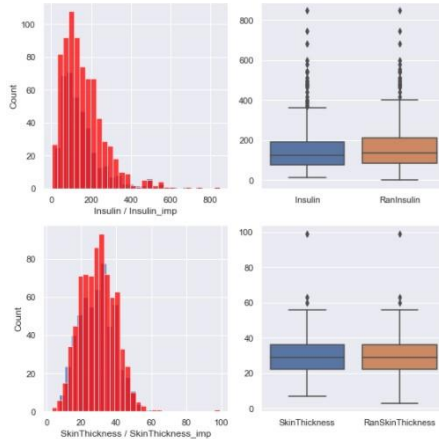 100
80
60
40
20
0
Count
0 200 400 600 800
Insulin / Insulin_imp
800
600
400
200
0
Insulin RanInsulin
80
60
40
20
0
Count
0 20 40 60 80 100
SkinThickness / SkinThickness_imp
100
80
60
40
20
0
SkinThickness RanSkinThickness